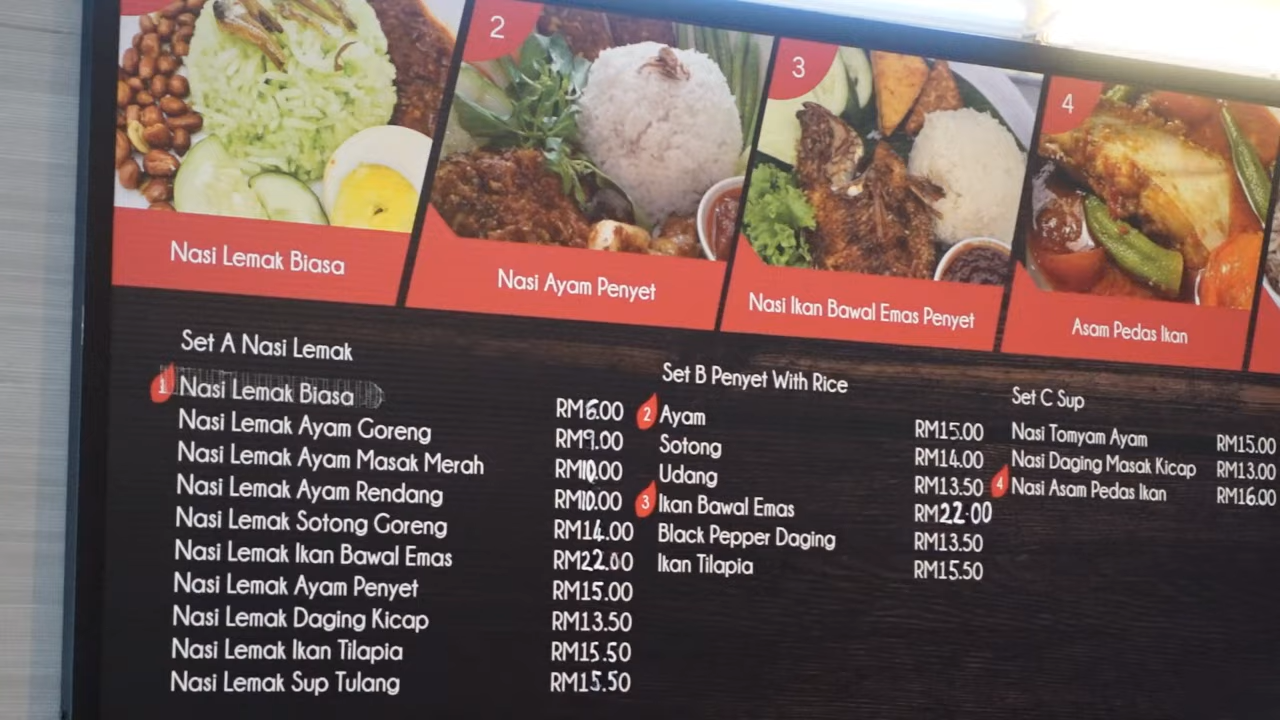 2
3
4
Nasi Lemak Biasa
Nasi Ayam Penyet
Nasi Ikan Bawal Emas Penyet
Asam Pedas Ikan
Set A Nasi Lemak
1 Nasi Lemak Biasa RM6.00
Nasi Lemak Ayam Goreng RM9.00
Nasi Lemak Ayam Masak Merah RM10.00
Nasi Lemak Ayam Rendang RM10.00
Nasi Lemak Sotong Goreng RM14.00
Nasi Lemak Ikan Bawal Emas RM22.00
Nasi Lemak Ayam Penyet RM15.00
Nasi Lemak Daging Kicap RM13.50
Nasi Lemak Ikan Tilapia RM15.50
Nasi Lemak Sup Tulang RM15.50
Set B Penyet With Rice
2 Ayam RM15.00
Sotong RM14.00
Udang RM13.50
3 Ikan Bawal Emas RM22.00
Black Pepper Daging RM13.50
Ikan Tilapia RM15.50
Set C Sup
Nasi Tomyam Ayam RM15.00
Nasi Daging Masak Kicap RM13.00
4 Nasi Asam Pedas Ikan RM16.00